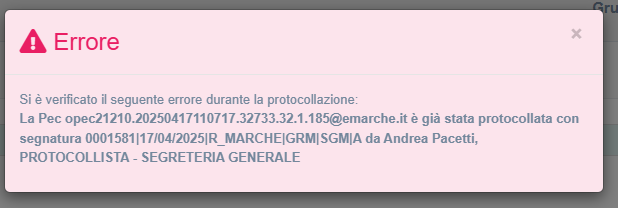 Gru
Errore
×
Si è verificato il seguente errore durante la protocollazione:
La Pec opec21210.20250417110717.32733.32.1.185@emarche.it è già stata protocollata con
segnatura 0001581|17/04/2025|R_MARCHE|GRM|SGM|A da Andrea Pacetti,
PROTOCOLLISTA - SEGRETERIA GENERALE